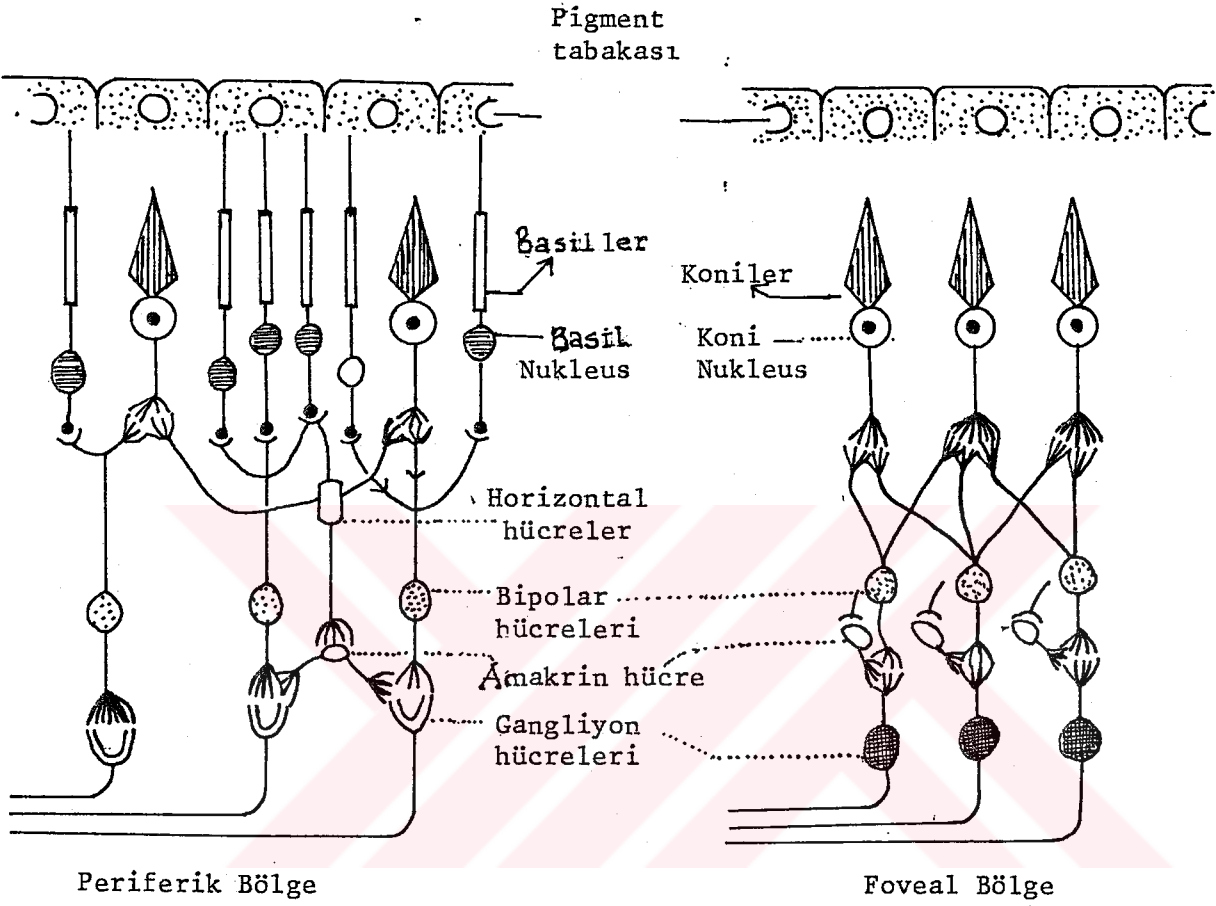 Pigment
tabakası
Basiller
Koniler
Basil
Nukleus
Koni
Nukleus
Horizontal
hücreler
Bipolar
hücreleri
Amakrin hücre
Gangliyon
hücreleri
Periferik Bölge
Foveal Bölge